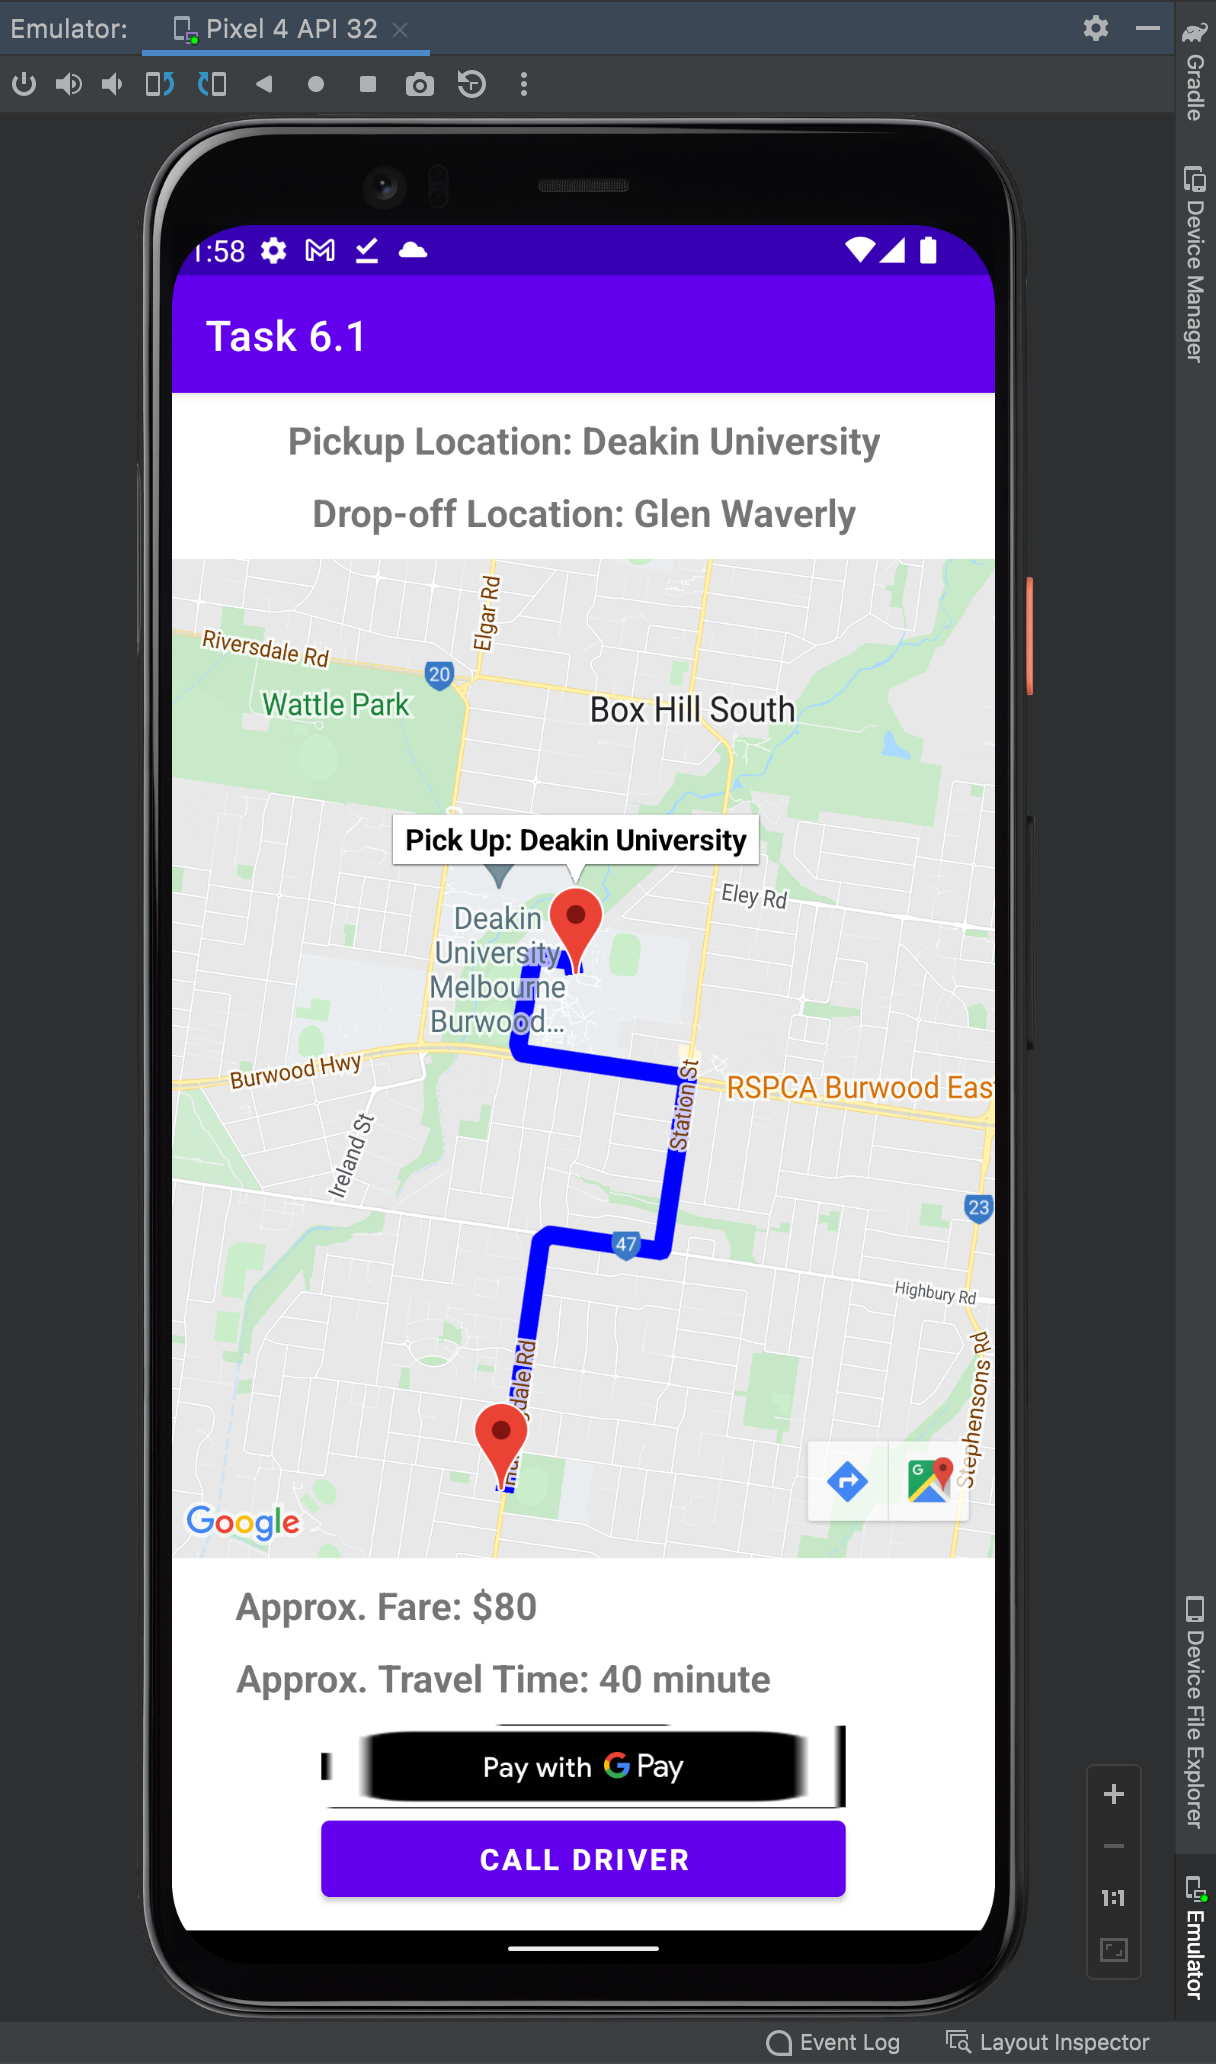 Emulator:
Pixel 4 API 32
Gradle
Device Manager
1:58
Task 6.1
Pickup Location: Deakin University
Drop-off Location: Glen Waverly
Elgar Rd
Riversdale Rd
20
Wattle Park
Box Hill South
Pick Up: Deakin University
Eley Rd
Deakin
University
Melbourne
Burwood...
Burwood Hwy
Station St
RSPCA Burwood Eas
Ireland St
23
47
Highbury Rd
Stephensons Rd
dale Rd
Google
Approx. Fare: $80
Approx. Travel Time: 40 minute
Pay with G Pay
CALL DRIVER
Device File Explorer
1:1
Emulator
Event Log
Layout Inspector